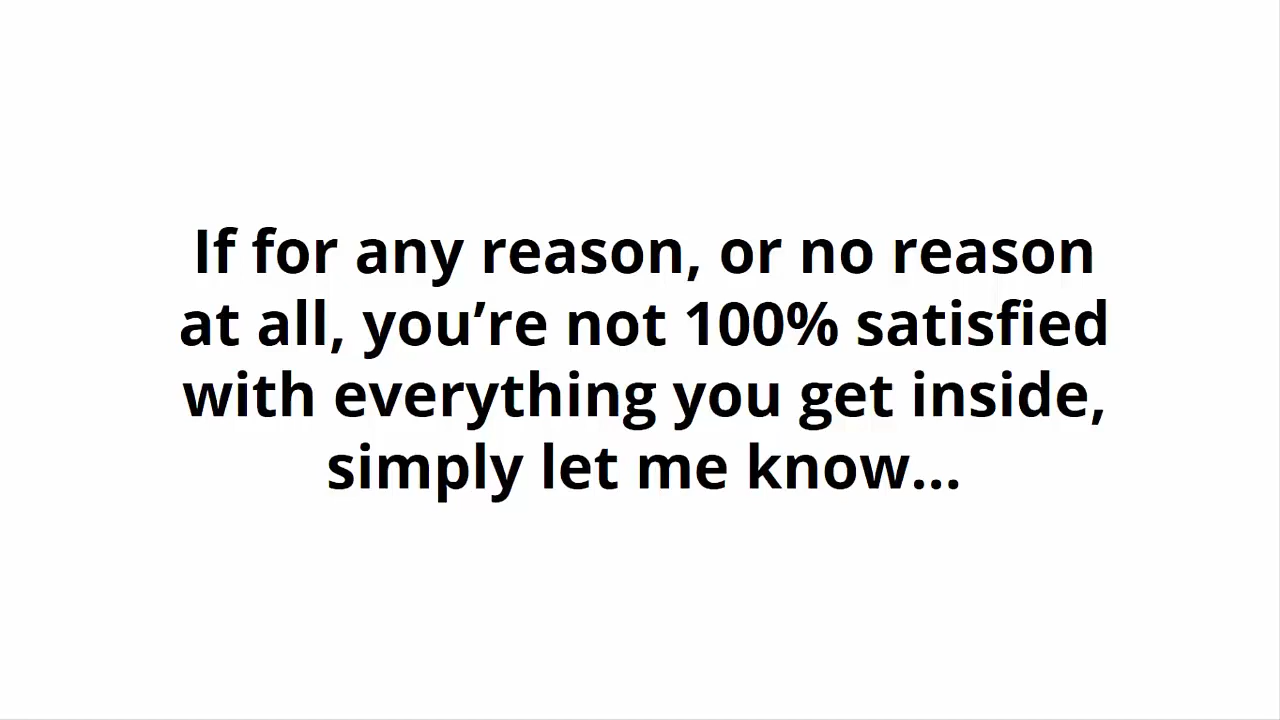 If for any reason, or no reason
at all, you’re not 100% satisfied
with everything you get inside,
simply let me know...